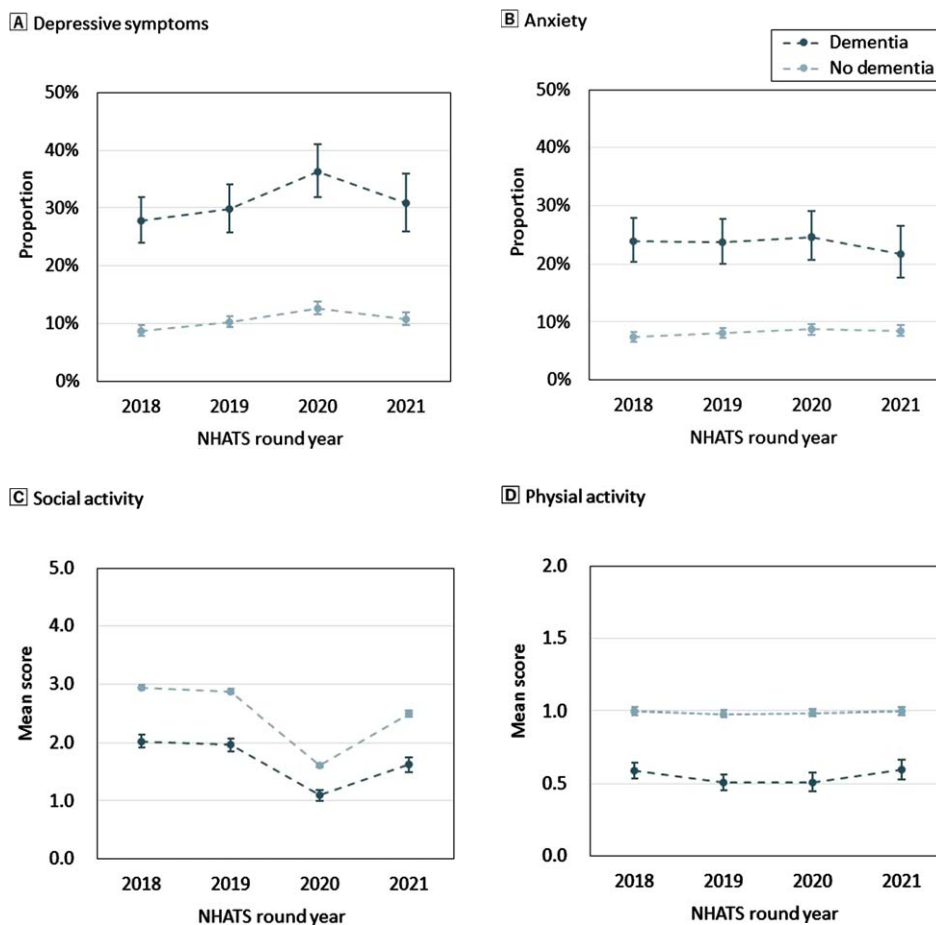 A Depressive symptoms
50%
40%
30%
20%
10%
0%
Proportion
2018 2019 2020 2021
NHATS round year
B Anxiety
Dementia
No dementia
50%
40%
30%
20%
10%
0%
Proportion
2018 2019 2020 2021
NHATS round year
C Social activity
5.0
4.0
3.0
2.0
1.0
0.0
Mean score
2018 2019 2020 2021
NHATS round year
D Physial activity
2.0
1.5
1.0
0.5
0.0
Mean score
2018 2019 2020 2021
NHATS round year